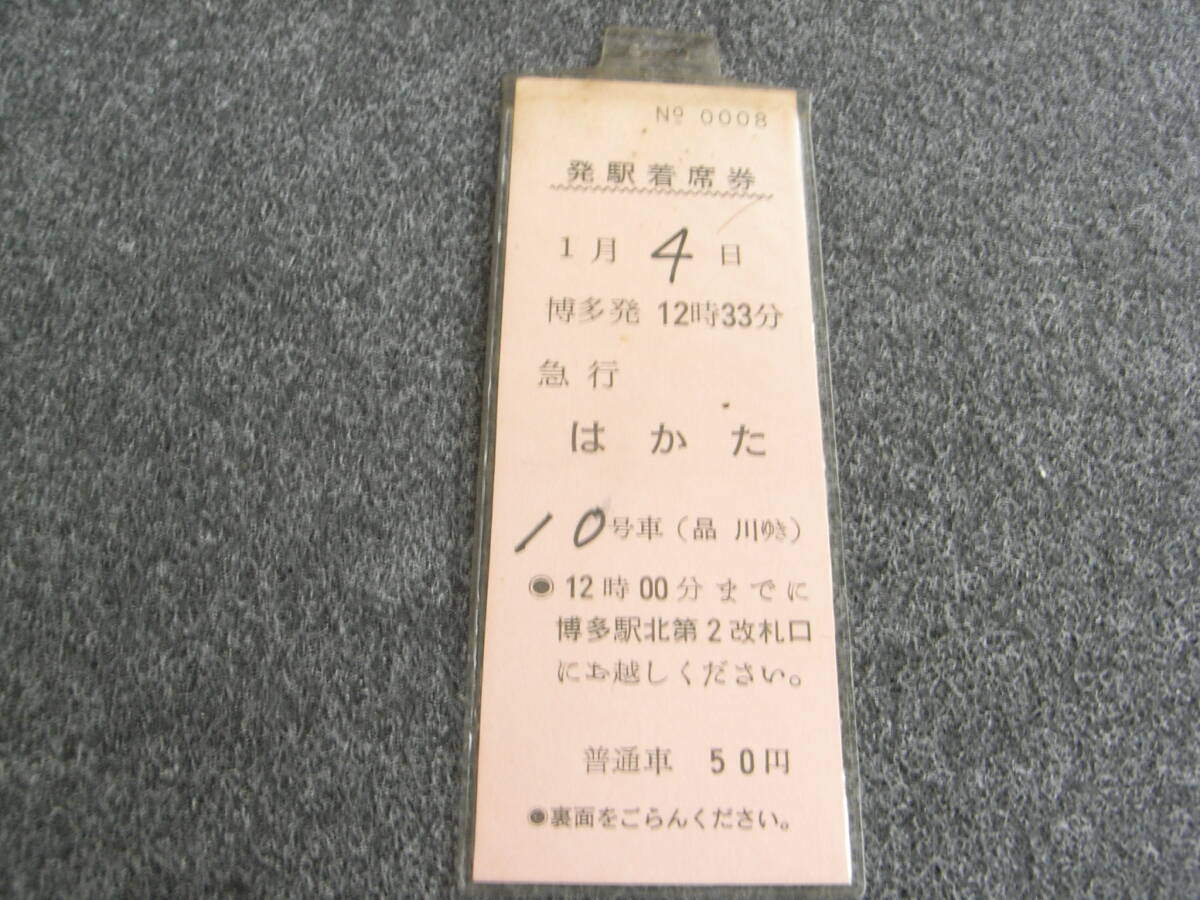 No 0008
発駅着席券
1月 4 日
博多発 12時33分
急行
はかた
10号車(品 川ゆき)
◉12時00分までに
博多駅北第2改札口
にお越しください。
普通車 50円
◉裏面をごらんください。